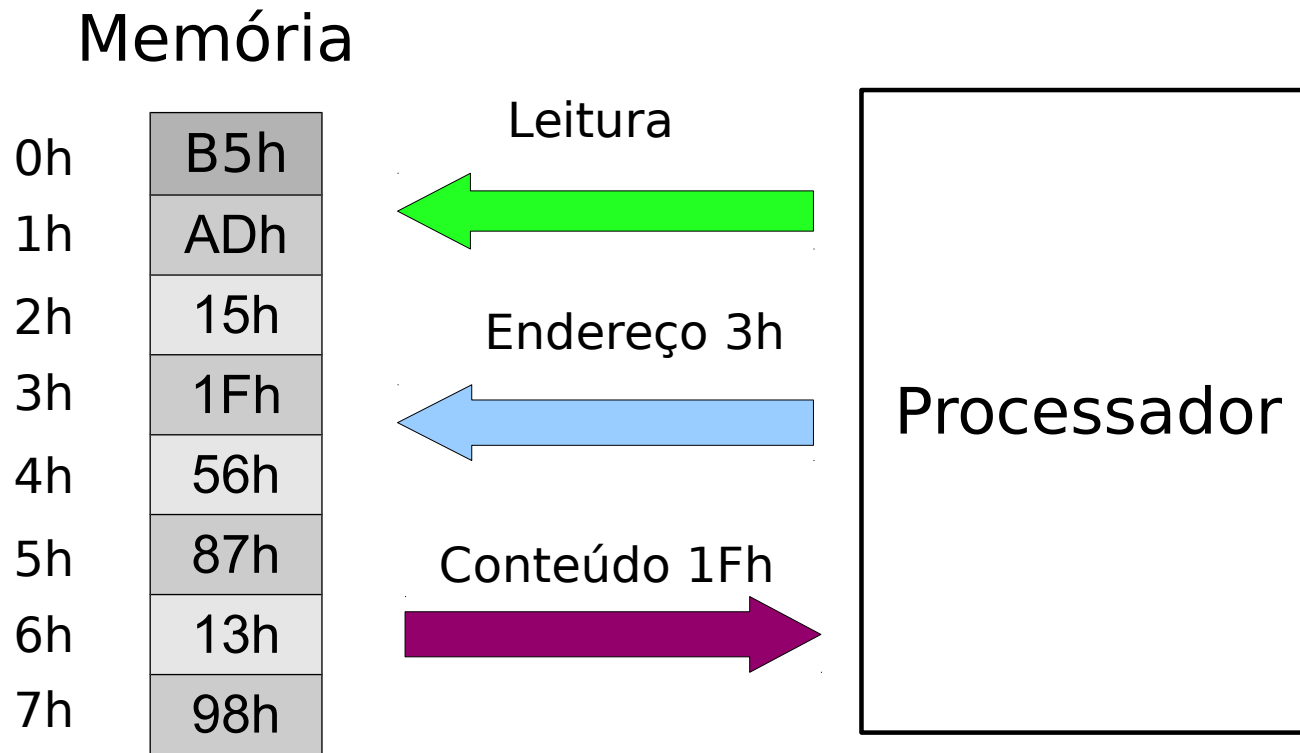 Memória
0h B5h
1h ADh
2h 15h
3h 1Fh
4h 56h
5h 87h
6h 13h
7h 98h
Leitura
Endereço 3h
Conteúdo 1Fh
Processador